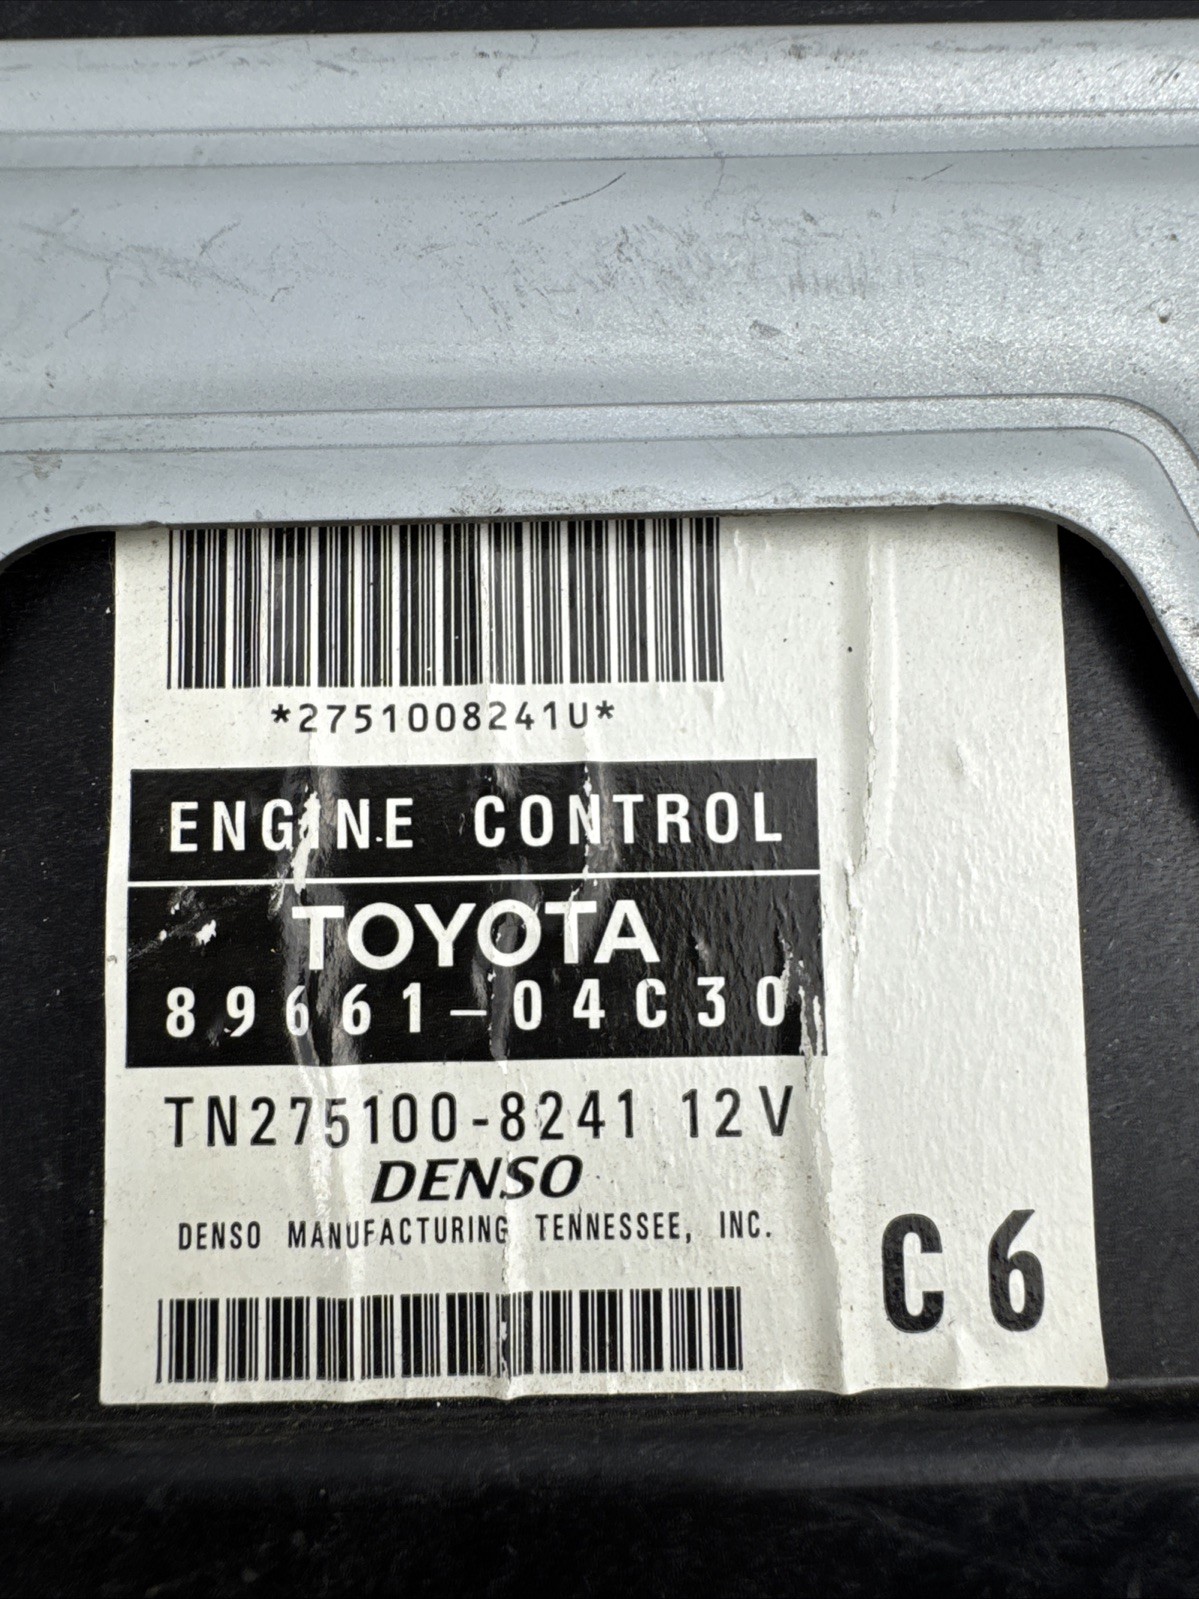 *2751008241U*
ENGINE CONTROL
TOYOTA
89661-04C30
TN275100-8241 12V
DENSO
DENSO MANUFACTURING TENNESSEE, INC.
C6